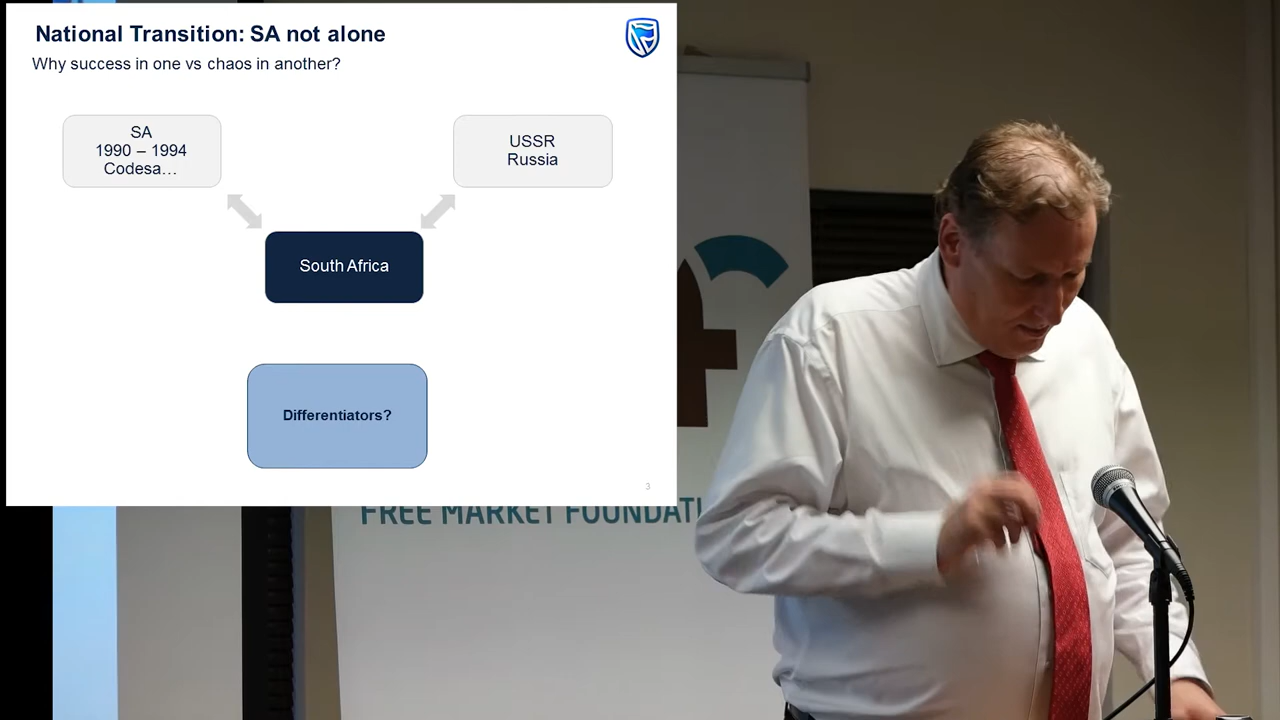 National Transition: SA not alone
Why success in one vs chaos in another?
SA
1990 – 1994
Codesa…
USSR
Russia
South Africa
Differentiators?
3
FREE MARKET FOUNDATI